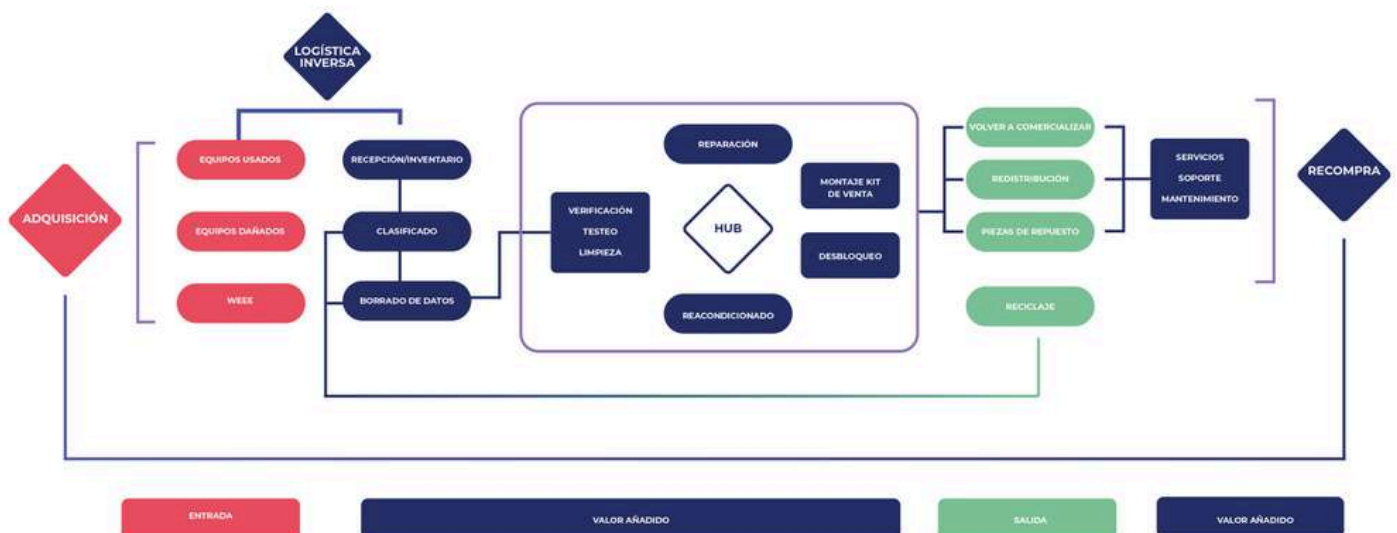 LOGÍSTICA
INVERSA
ADQUISICIÓN
EQUIPOS USADOS
EQUIPOS DAÑADOS
WEEE
RECEPCIÓN/INVENTARIO
CLASIFICADO
BORRADO DE DATOS
VERIFICACIÓN
TESTEO
LIMPIEZA
REPARACIÓN
HUB
MONTAJE KIT
DE VENTA
DESBLOQUEO
REACONDICIONADO
VOLVER A COMERCIALIZAR
REDISTRIBUCIÓN
PIEZAS DE REPUESTO
RECICLAJE
SERVICIOS
SOPORTE
MANTENIMIENTO
RECOMPRA
ENTRADA
VALOR AÑADIDO
SALIDA
VALOR AÑADIDO